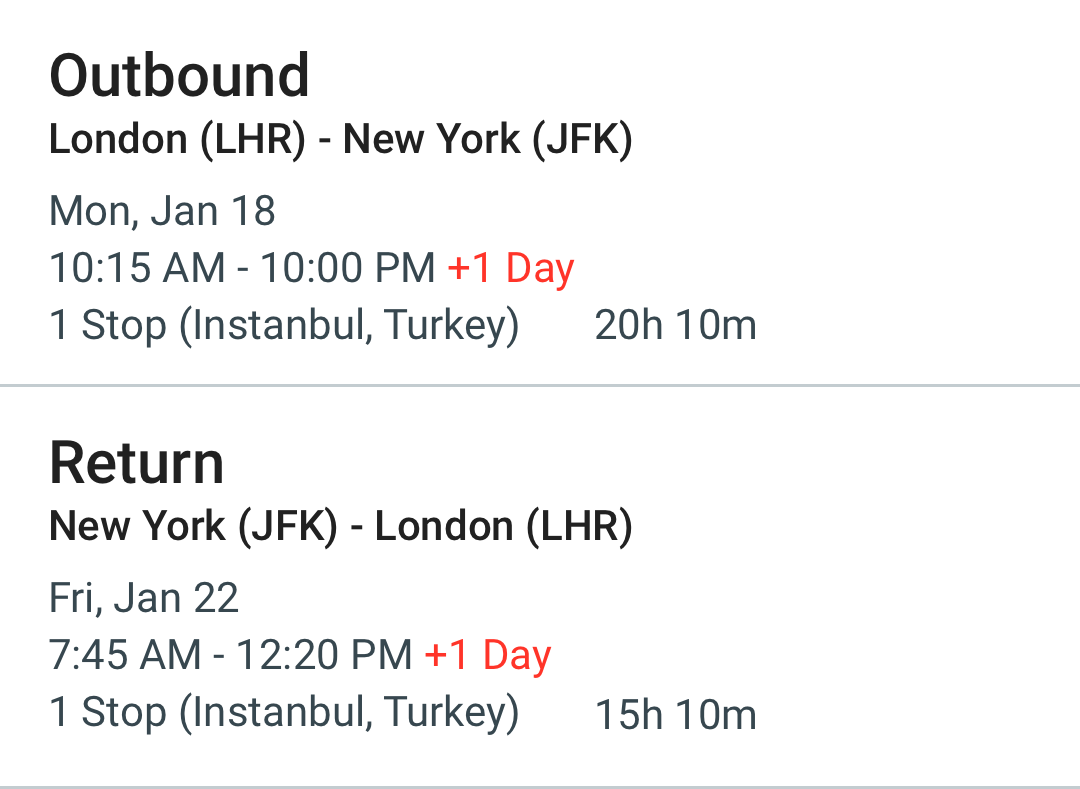 Outbound
London (LHR) - New York (JFK)
Mon, Jan 18
10:15 AM - 10:00 PM +1 Day
1 Stop (Instanbul, Turkey) 20h 10m
Return
New York (JFK) - London (LHR)
Fri, Jan 22
7:45 AM - 12:20 PM +1 Day
1 Stop (Instanbul, Turkey) 15h 10m